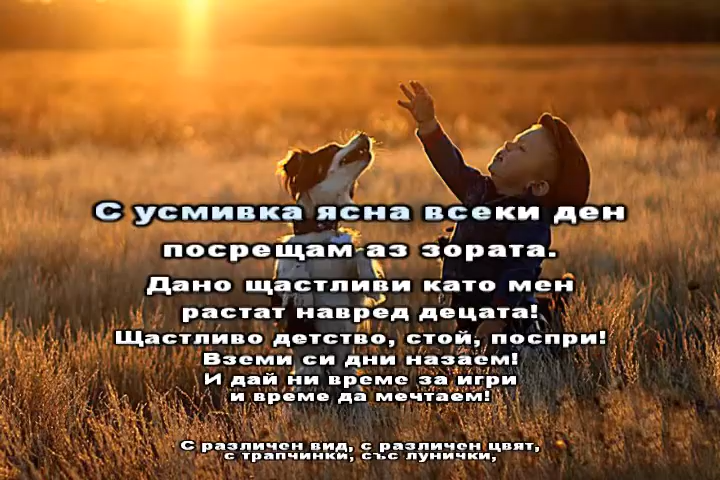 С усмивка ясна всеки ден
посрещам аз зората.
Дано щастливи като мен
растат навред децата!
Щастливо детство, стой, поспри!
Вземи си дни назаем!
И дай ни време за игри
и време да мечтаем!
С различен вид, с различен цвят,
с трапчинки, със лунички,